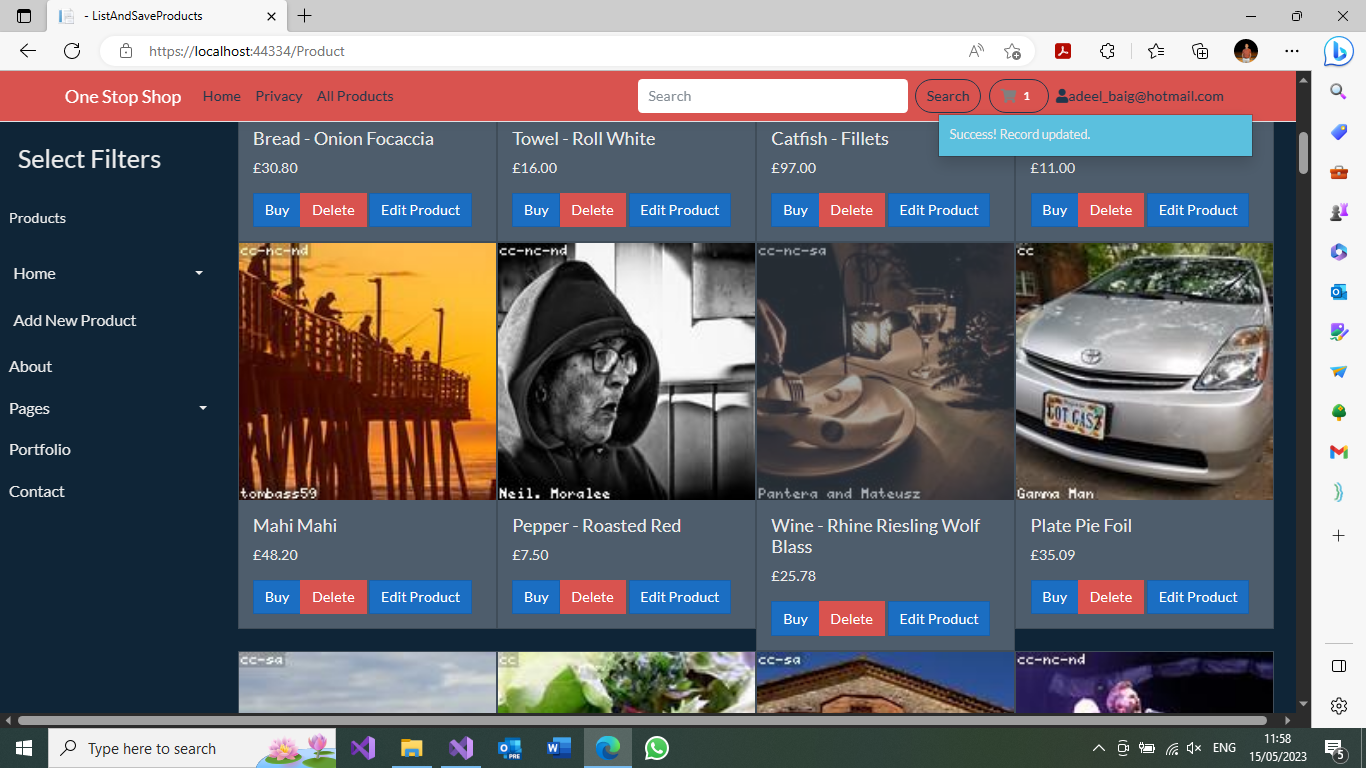 - ListAndSaveProducts
https://localhost:44334/Product
One Stop Shop
Home
Privacy
All Products
Search
Search
1
adeel_baig@hotmail.com
Success! Record updated.
Select Filters
Products
Home
Add New Product
About
Pages
Portfolio
Contact
Bread - Onion Focaccia
£30.80
Buy
Delete
Edit Product
Towel - Roll White
£16.00
Buy
Delete
Edit Product
Catfish - Fillets
£97.00
Buy
Delete
Edit Product
£11.00
Buy
Delete
Edit Product
cc-nc-nd
tombass59
Mahi Mahi
£48.20
Buy
Delete
Edit Product
cc-nc-nd
Neil. Moralee
Pepper - Roasted Red
£7.50
Buy
Delete
Edit Product
cc-nc-sa
Pantera and Mateusz
Wine - Rhine Riesling Wolf
Blass
£25.78
Buy
Delete
Edit Product
cc
GOT GAS?
Gamma Man
Plate Pie Foil
£35.09
Buy
Delete
Edit Product
cc-sa
cc
cc-sa
cc-nc-nd
Type here to search
PRE
ENG
11:58
15/05/2023
5